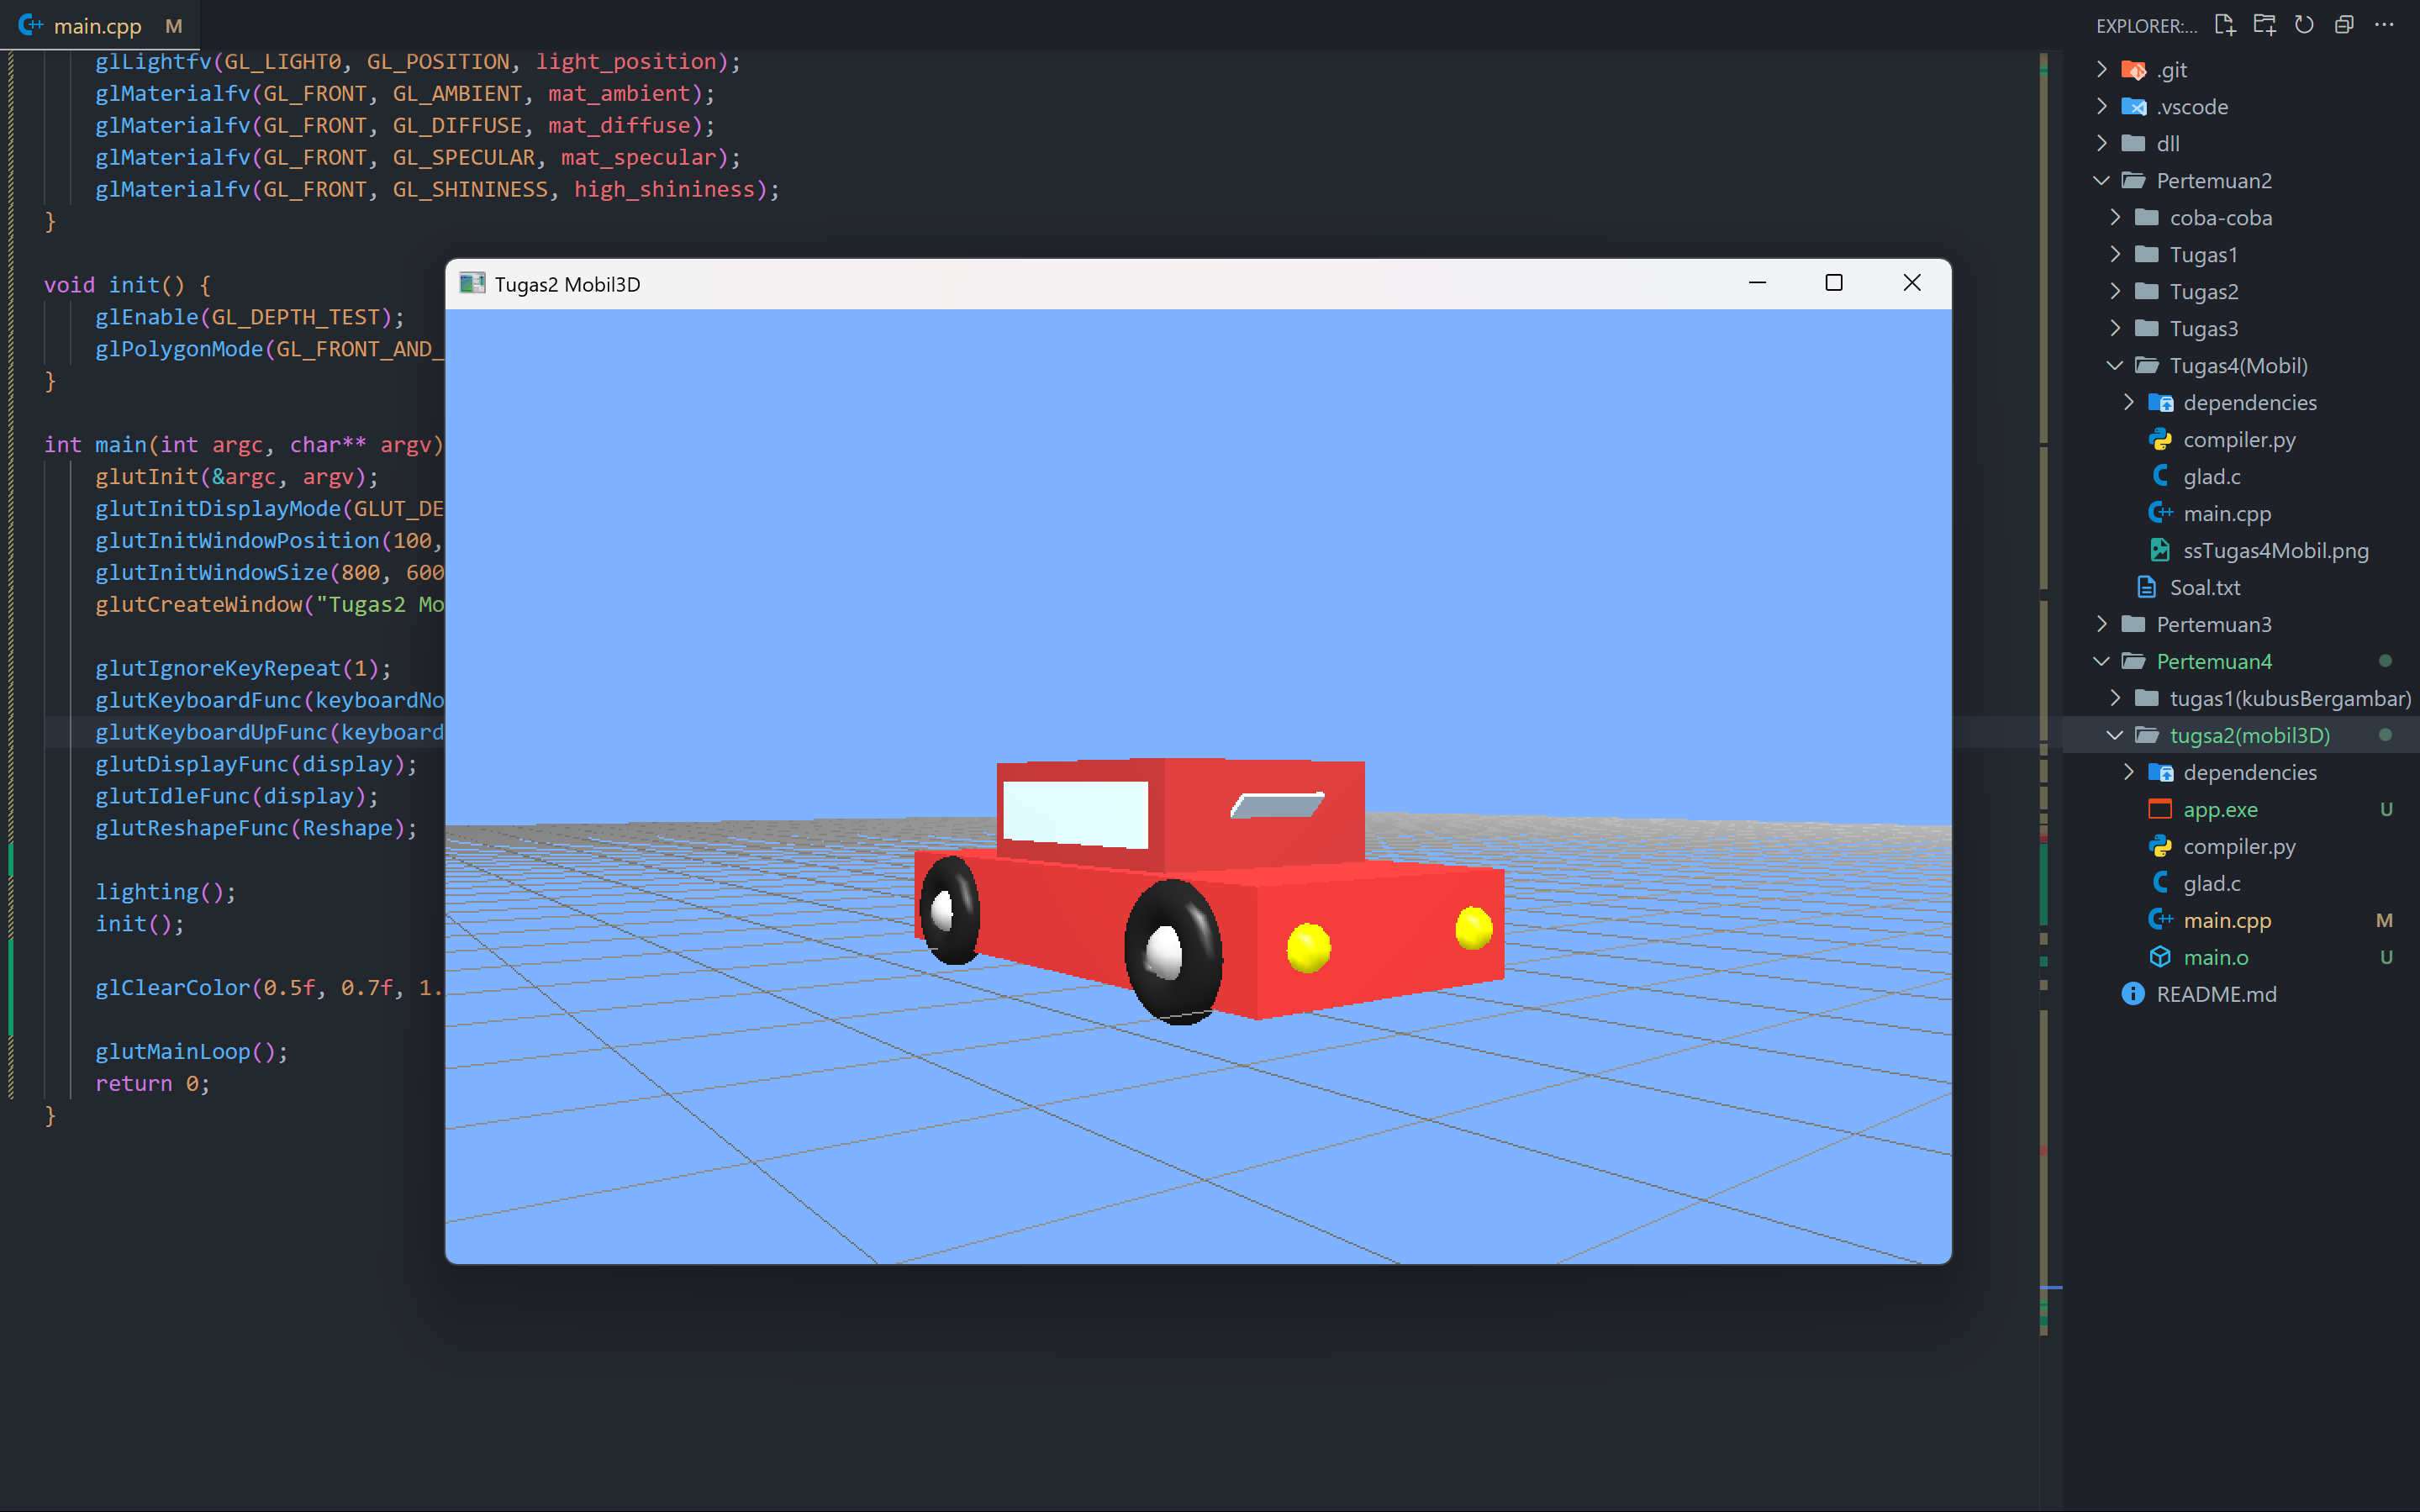 main.cpp M
glLightfv(GL_LIGHT0, GL_POSITION, light_position);
glMaterialfv(GL_FRONT, GL_AMBIENT, mat_ambient);
glMaterialfv(GL_FRONT, GL_DIFFUSE, mat_diffuse);
glMaterialfv(GL_FRONT, GL_SPECULAR, mat_specular);
glMaterialfv(GL_FRONT, GL_SHININESS, high_shininess);
}
void init() {
glEnable(GL_DEPTH_TEST);
glPolygonMode(GL_FRONT_AND_
}
int main(int argc, char** argv)
glutInit(&argc, argv);
glutInitDisplayMode(GLUT_DE
glutInitWindowPosition(100,
glutInitWindowSize(800, 600
glutCreateWindow("Tugas2 Mo
glutIgnoreKeyRepeat(1);
glutKeyboardFunc(keyboardNo
glutKeyboardUpFunc(keyboard
glutDisplayFunc(display);
glutIdleFunc(display);
glutReshapeFunc(Reshape);
lighting();
init();
glClearColor(0.5f, 0.7f, 1.
glutMainLoop();
return 0;
}
Tugas2 Mobil3D
EXPLORER:...
.git
.vscode
dll
Pertemuan2
coba-coba
Tugas1
Tugas2
Tugas3
Tugas4(Mobil)
dependencies
compiler.py
glad.c
main.cpp
ssTugas4Mobil.png
Soal.txt
Pertemuan3
Pertemuan4
tugas1(kubusBergambar)
tugsa2(mobil3D)
dependencies
app.exe U
compiler.py
glad.c
main.cpp M
main.o U
README.md